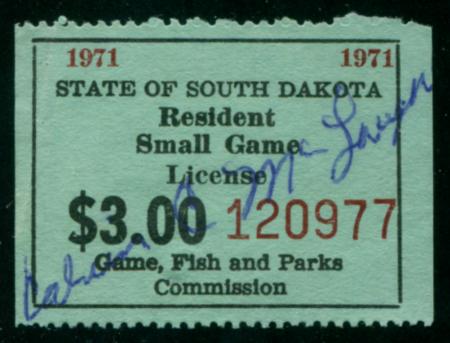 1971 1971
STATE OF SOUTH DAKOTA
Resident
Small Game
License
$3.00 120977
Game, Fish and Parks
Commission